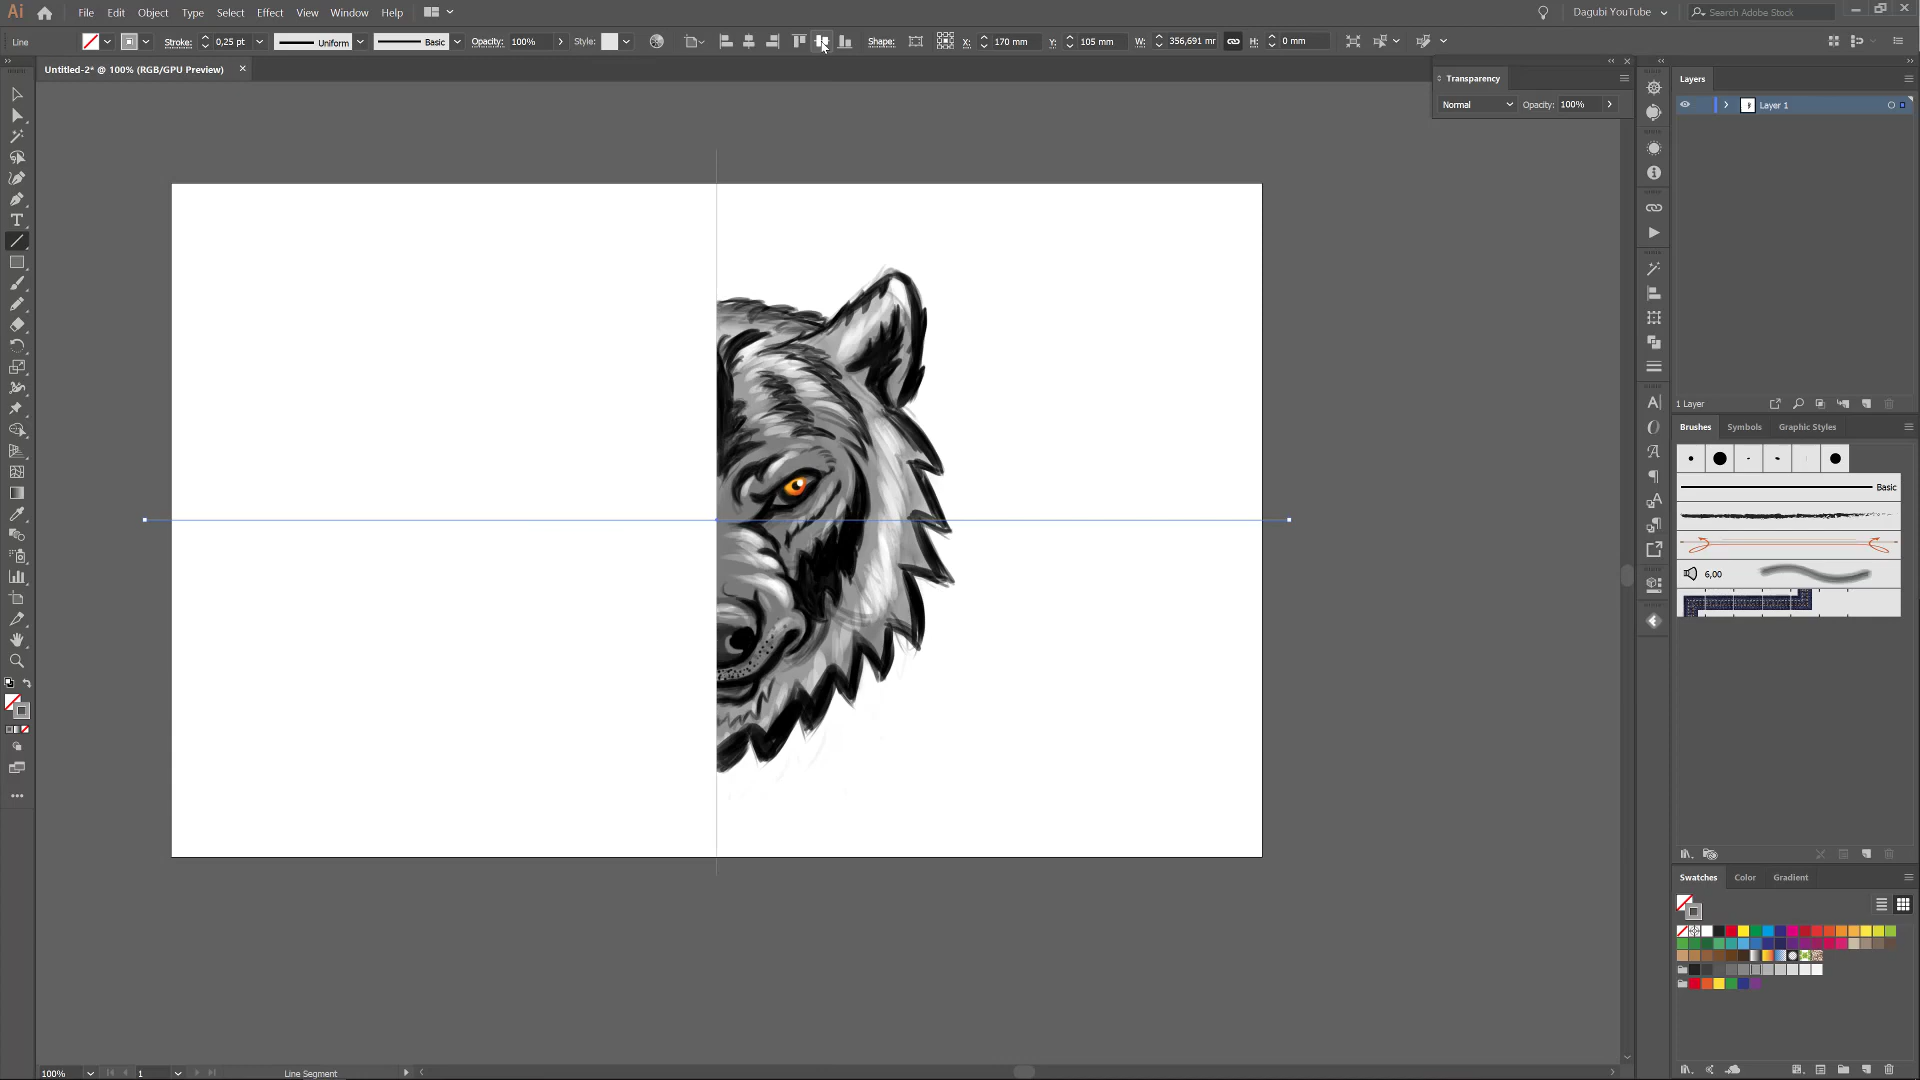 Ai File Edit Object Type Select Effect View Window Help Dagubi YouTube Search Adobe Stock
Line Stroke: 0,25 pt Uniform Basic Opacity: 100% Style: Shape: X: 170 mm Y: 105 mm W: 356,691 mr H: 0 mm
Untitled-2* @ 100% (RGB/GPU Preview)
Transparency
Normal Opacity: 100%
Layers
Layer 1
1 Layer
Brushes Symbols Graphic Styles
Basic
6,00
Swatches Color Gradient
100% 1 Line Segment